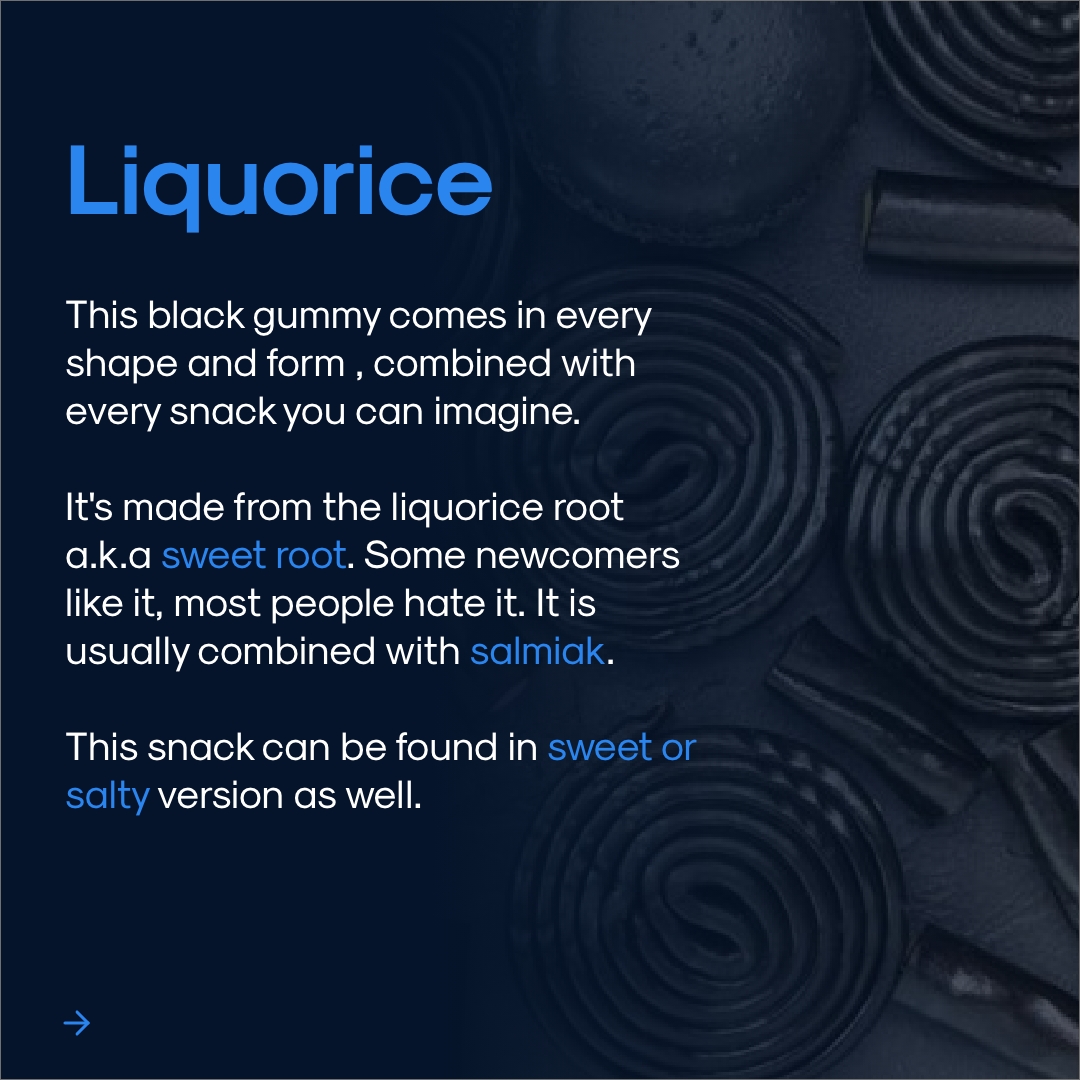 Liquorice
This black gummy comes in every
shape and form , combined with
every snack you can imagine.
It's made from the liquorice root
a.k.a sweet root. Some newcomers
like it, most people hate it. It is
usually combined with salmiak.
This snack can be found in sweet or
salty version as well.